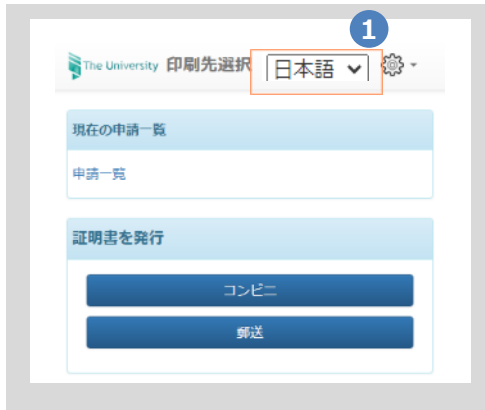 1
The University 印刷先選択 日本語
現在の申請一覧
申請一覧
証明書を発行
コンビニ
郵送